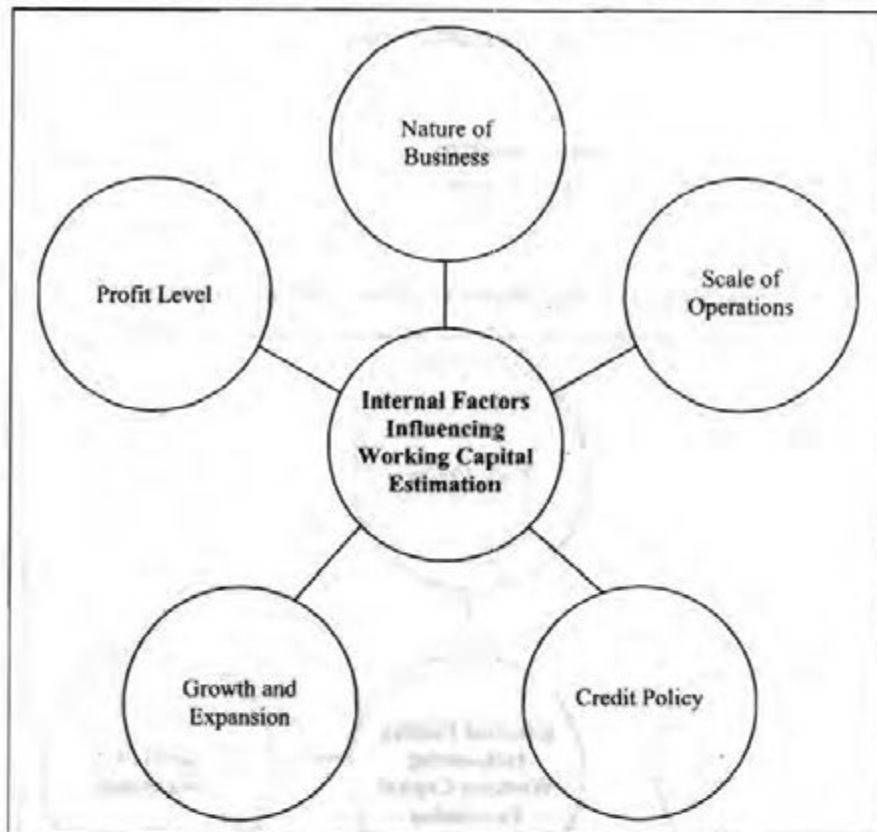 Nature of
Business
Profit Level
Scale of
Operations
Internal Factors
Influencing
Working Capital
Estimation
Growth and
Expansion
Credit Policy